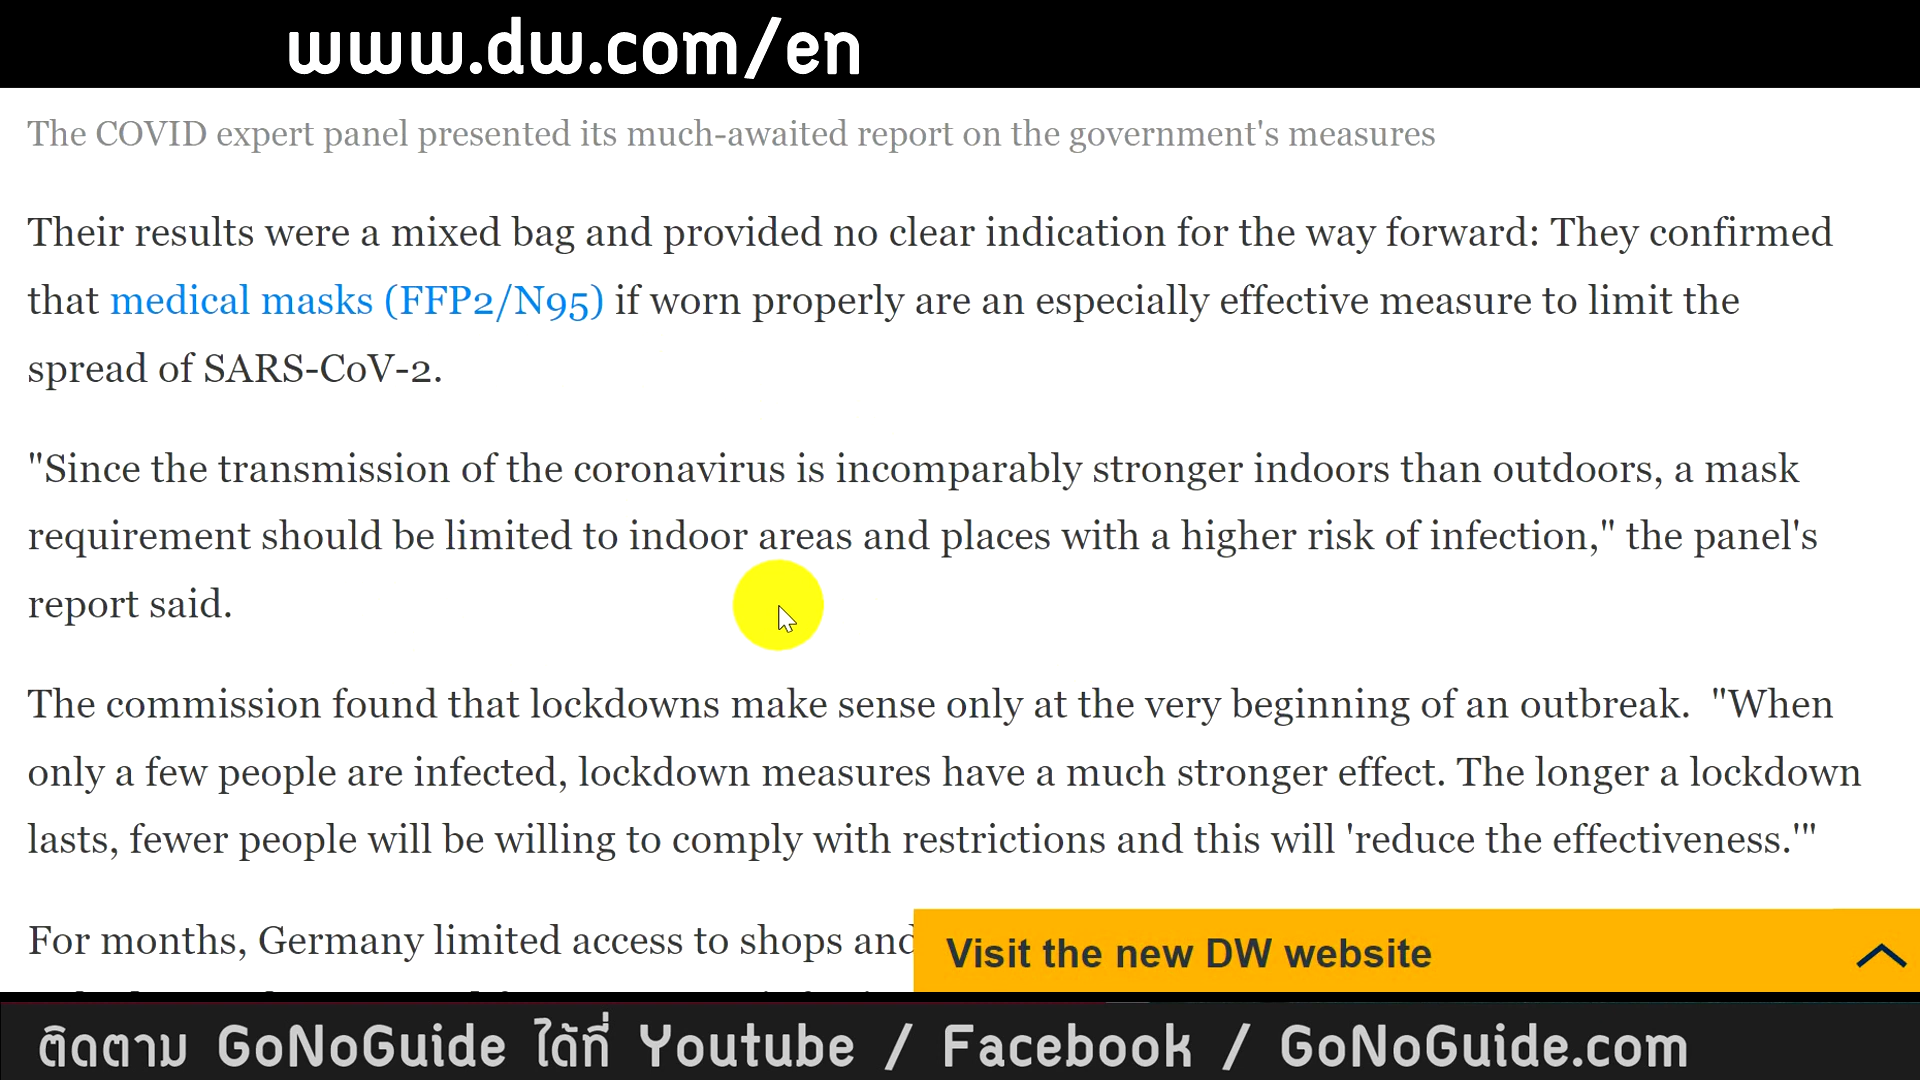 www.dw.com/en
The COVID expert panel presented its much-awaited report on the government's measures
Their results were a mixed bag and provided no clear indication for the way forward: They confirmed
that medical masks (FFP2/N95) if worn properly are an especially effective measure to limit the
spread of SARS-CoV-2.
"Since the transmission of the coronavirus is incomparably stronger indoors than outdoors, a mask
requirement should be limited to indoor areas and places with a higher risk of infection," the panel's
report said.
The commission found that lockdowns make sense only at the very beginning of an outbreak.  "When
only a few people are infected, lockdown measures have a much stronger effect. The longer a lockdown
lasts, fewer people will be willing to comply with restrictions and this will 'reduce the effectiveness.'"
For months, Germany limited access to shops and
Visit the new DW website
ติดตาม GoNoGuide ได้ที่ Youtube / Facebook / GoNoGuide.com